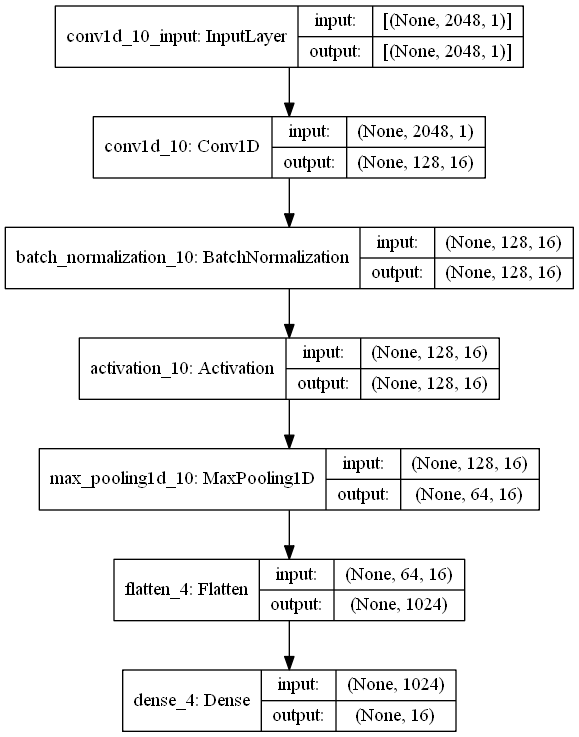 conv1d_10_input: InputLayer
input:
[(None, 2048, 1)]
output:
[(None, 2048, 1)]
conv1d_10: Conv1D
input:
(None, 2048, 1)
output:
(None, 128, 16)
batch_normalization_10: BatchNormalization
input:
(None, 128, 16)
output:
(None, 128, 16)
activation_10: Activation
input:
(None, 128, 16)
output:
(None, 128, 16)
max_pooling1d_10: MaxPooling1D
input:
(None, 128, 16)
output:
(None, 64, 16)
flatten_4: Flatten
input:
(None, 64, 16)
output:
(None, 1024)
dense_4: Dense
input:
(None, 1024)
output:
(None, 16)